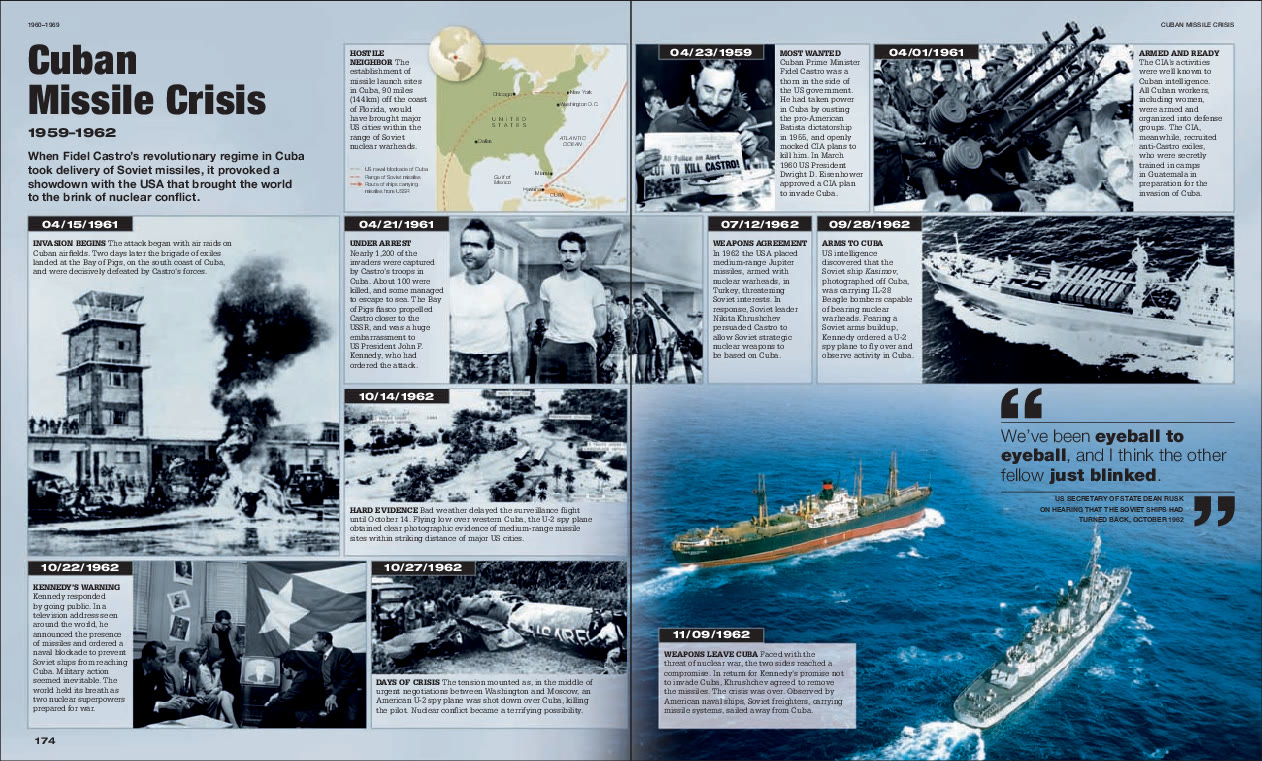 1960–1969
CUBAN MISSILE CRISIS
Cuban
Missile Crisis
1959–1962
When Fidel Castro's revolutionary regime in Cuba
took delivery of Soviet missiles, it provoked a
showdown with the USA that brought the world
to the brink of nuclear conflict.
HOSTILE
NEIGHBOR The
establishment of
missile launch sites
in Cuba, 90 miles
(144km) off the coast
of Florida, would
have brought major
US cities within the
range of Soviet
nuclear warheads.
US naval blockade of Cuba
Range of Soviet missiles
Route of ships carrying
missiles from USSR
Chicago
New York
Washington D.C.
UNITED
STATES
Dallas
ATLANTIC
OCEAN
Gulf of
Mexico
Miami
Havana
CUBA
04/23/1959
All Police on Alert
LOT TO KILL CASTRO!
MOST WANTED
Cuban Prime Minister
Fidel Castro was a
thorn in the side of
the US government.
He had taken power
in Cuba by ousting
the pro-American
Batista dictatorship
in 1955, and openly
mocked CIA plans to
kill him. In March
1960 US President
Dwight D. Eisenhower
approved a CIA plan
to invade Cuba.
04/01/1961
ARMED AND READY
The CIA's activities
were well known to
Cuban intelligence.
All Cuban workers,
including women,
were armed and
organized into defense
groups. The CIA,
meanwhile, recruited
anti-Castro exiles,
who were secretly
trained in camps
in Guatemala in
preparation for the
invasion of Cuba.
04/15/1961
INVASION BEGINS The attack began with air raids on
Cuban airfields. Two days later the brigade of exiles
landed at the Bay of Pigs, on the south coast of Cuba,
and were decisively defeated by Castro's forces.
04/21/1961
UNDER ARREST
Nearly 1,200 of the
invaders were captured
by Castro's troops in
Cuba. About 100 were
killed, and some managed
to escape to sea. The Bay
of Pigs fiasco propelled
Castro closer to the
USSR, and was a huge
embarrassment to
US President John F.
Kennedy, who had
ordered the attack.
07/12/1962
WEAPONS AGREEMENT
In 1962 the USA placed
medium-range Jupiter
missiles, armed with
nuclear warheads, in
Turkey, threatening
Soviet interests. In
response, Soviet leader
Nikita Khrushchev
persuaded Castro to
allow Soviet strategic
nuclear weapons to
be based on Cuba.
09/28/1962
ARMS TO CUBA
US intelligence
discovered that the
Soviet ship Kasimov,
photographed off Cuba,
was carrying IL-28
Beagle bombers capable
of bearing nuclear
warheads. Fearing a
Soviet arms buildup,
Kennedy ordered a U-2
spy plane to fly over and
observe activity in Cuba.
10/14/1962
HARD EVIDENCE Bad weather delayed the surveillance flight
until October 14. Flying low over western Cuba, the U-2 spy plane
obtained clear photographic evidence of medium-range missile
sites within striking distance of major US cities.
“
We've been eyeball to
eyeball, and I think the other
fellow just blinked.
US SECRETARY OF STATE DEAN RUSK
ON HEARING THAT THE SOVIET SHIPS HAD
TURNED BACK, OCTOBER 1962
”
10/22/1962
KENNEDY'S WARNING
Kennedy responded
by going public. In a
television address seen
around the world, he
announced the presence
of missiles and ordered a
naval blockade to prevent
Soviet ships from reaching
Cuba. Military action
seemed inevitable. The
world held its breath as
two nuclear superpowers
prepared for war.
10/27/1962
DAYS OF CRISIS The tension mounted as, in the middle of
urgent negotiations between Washington and Moscow, an
American U-2 spy plane was shot down over Cuba, killing
the pilot. Nuclear conflict became a terrifying possibility.
11/09/1962
WEAPONS LEAVE CUBA Faced with the
threat of nuclear war, the two sides reached a
compromise. In return for Kennedy's promise not
to invade Cuba, Khrushchev agreed to remove
the missiles. The crisis was over. Observed by
American naval ships, Soviet freighters, carrying
missile systems, sailed away from Cuba.
174